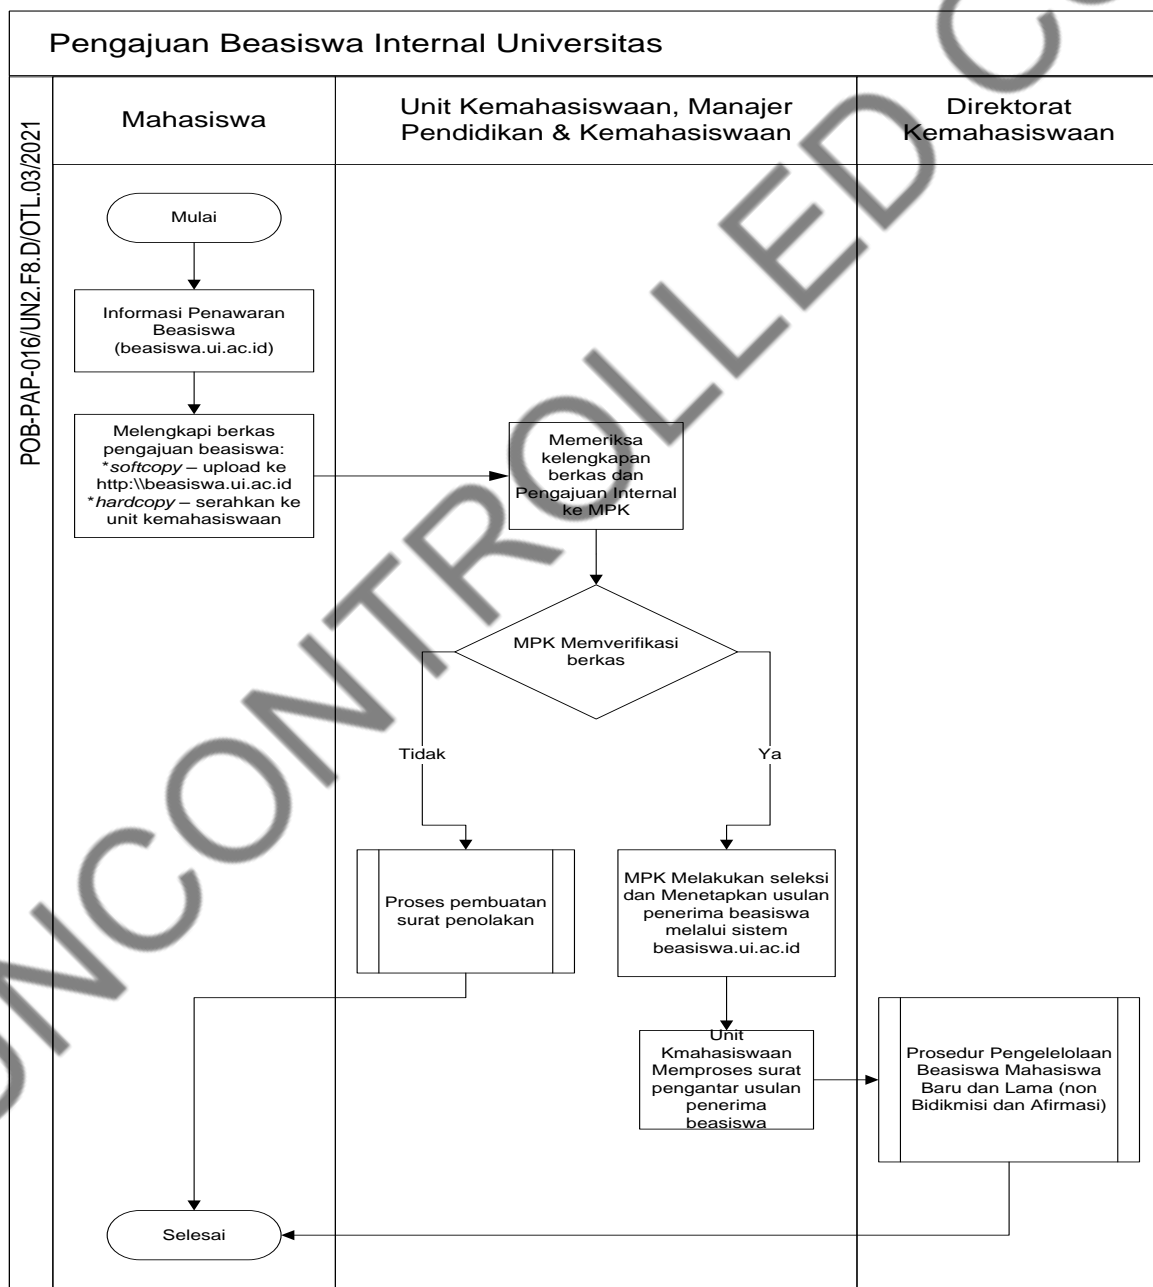 Pengajuan Beasiswa Internal Universitas
POB-PAP-016/UN2.F8.D/OTL.03/2021
Mahasiswa
Unit Kemahasiswaan, Manajer
Pendidikan & Kemahasiswaan
Direktorat
Kemahasiswaan
Mulai
Informasi Penawaran
Beasiswa
(beasiswa.ui.ac.id)
Melengkapi berkas
pengajuan beasiswa:
*softcopy – upload ke
http:\\beasiswa.ui.ac.id
*hardcopy – serahkan ke
unit kemahasiswaan
Memeriksa
kelengkapan
berkas dan
Pengajuan Internal
ke MPK
MPK Memverifikasi
berkas
Tidak
Ya
Proses pembuatan
surat penolakan
MPK Melakukan seleksi
dan Menetapkan usulan
penerima beasiswa
melalui sistem
beasiswa.ui.ac.id
Unit
Kmahasiswaan
Memproses surat
pengantar usulan
penerima
beasiswa
Prosedur Pengelelolaan
Beasiswa Mahasiswa
Baru dan Lama (non
Bidikmisi dan Afirmasi)
Selesai
UNCONTROLLED CO